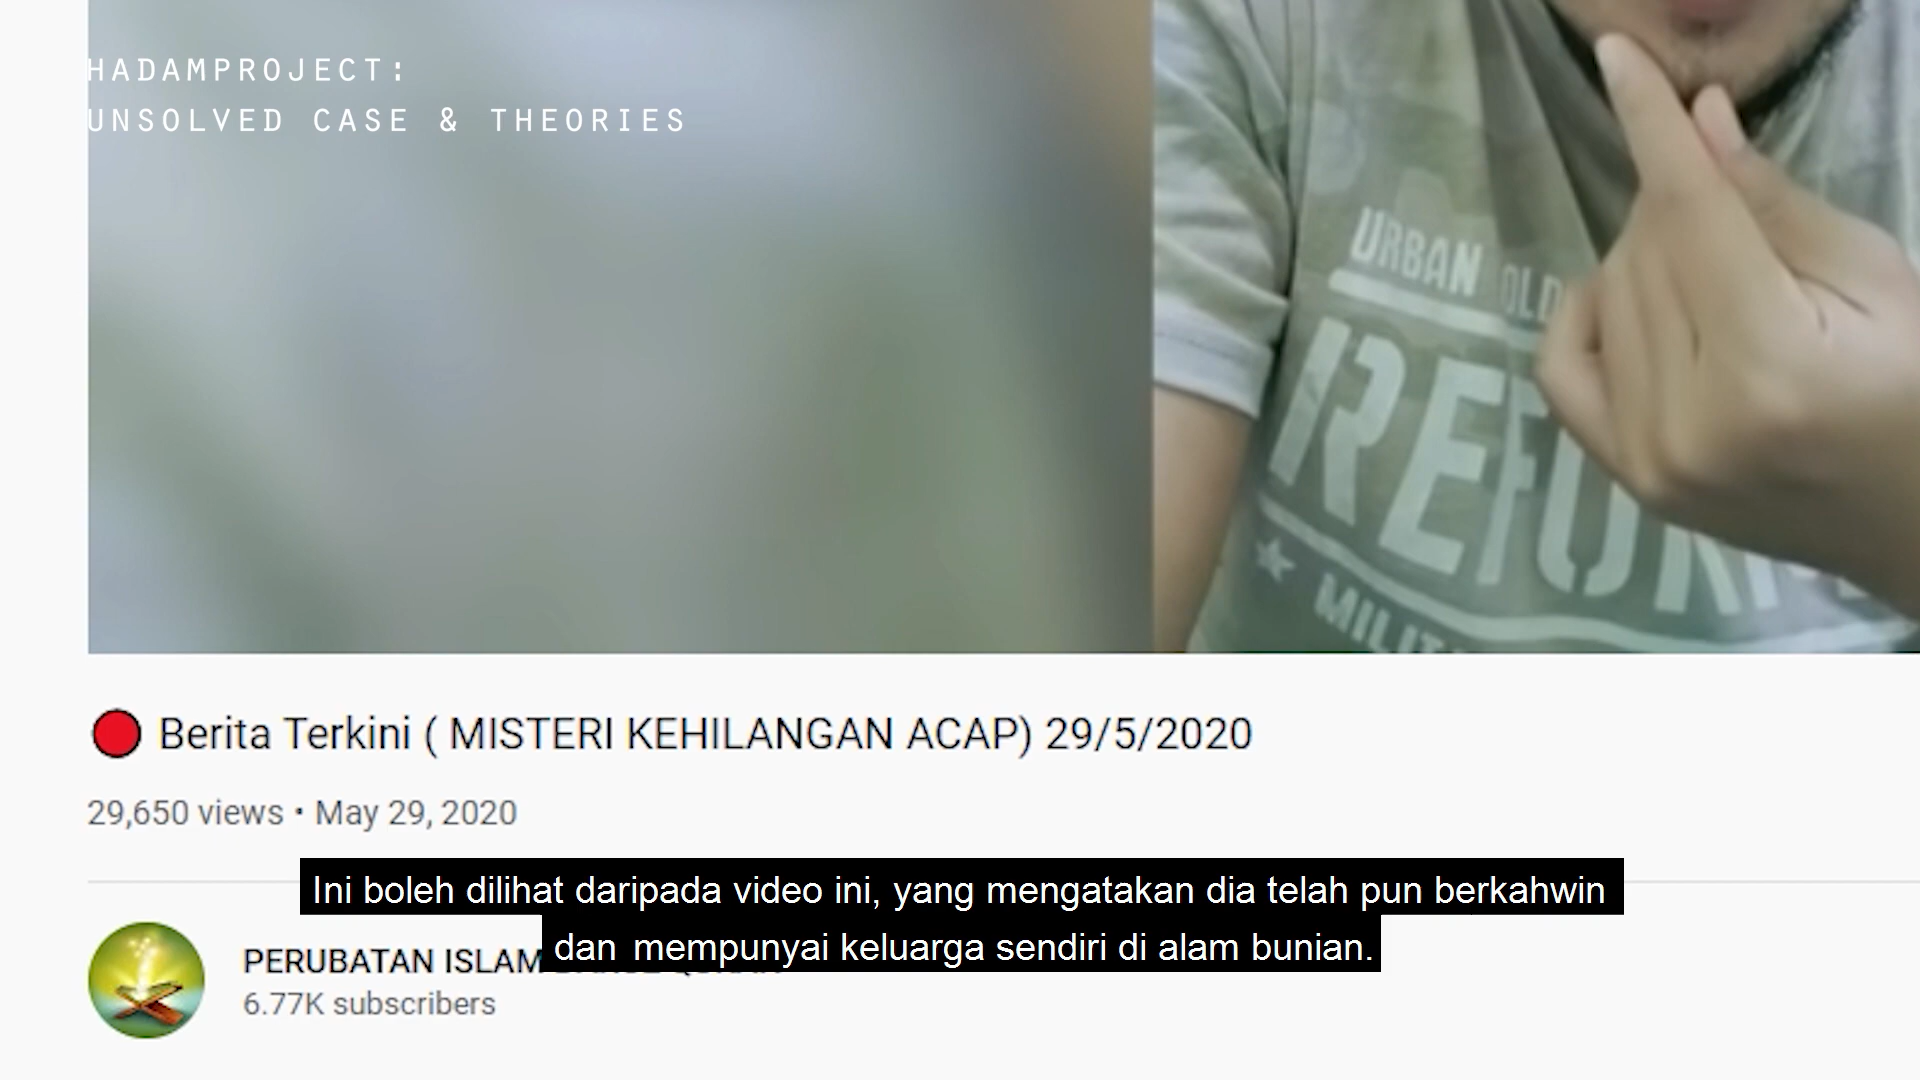 HADAMPROJECT:
UNSOLVED CASE & THEORIES
URBAN OLD
MILIT
Berita Terkini ( MISTERI KEHILANGAN ACAP) 29/5/2020
29,650 views • May 29, 2020
Ini boleh dilihat daripada video ini, yang mengatakan dia telah pun berkahwin
dan mempunyai keluarga sendiri di alam bunian.
PERUBATAN ISLAM
6.77K subscribers